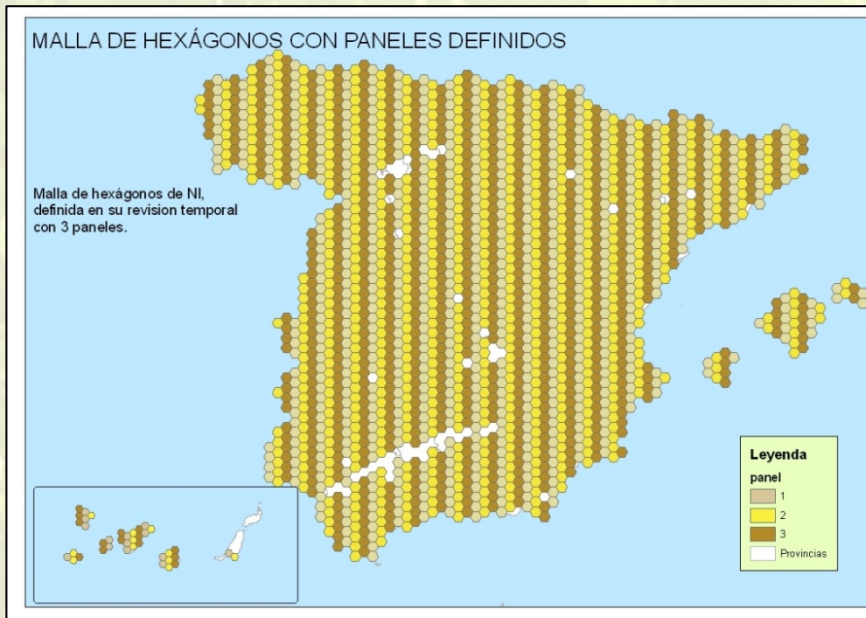 MALLA DE HEXÁGONOS CON PANELES DEFINIDOS
Malla de hexágonos de NI,
definida en su revision temporal
con 3 paneles.
Leyenda
panel
1
2
3
Provincias